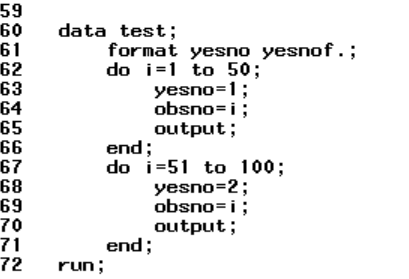 59
60 data test;
61 format yesno yesnof.;
62 do i=1 to 50;
63 yesno=1;
64 obsno=i;
65 output;
66 end;
67 do i=51 to 100;
68 yesno=2;
69 obsno=i;
70 output;
71 end;
72 run;